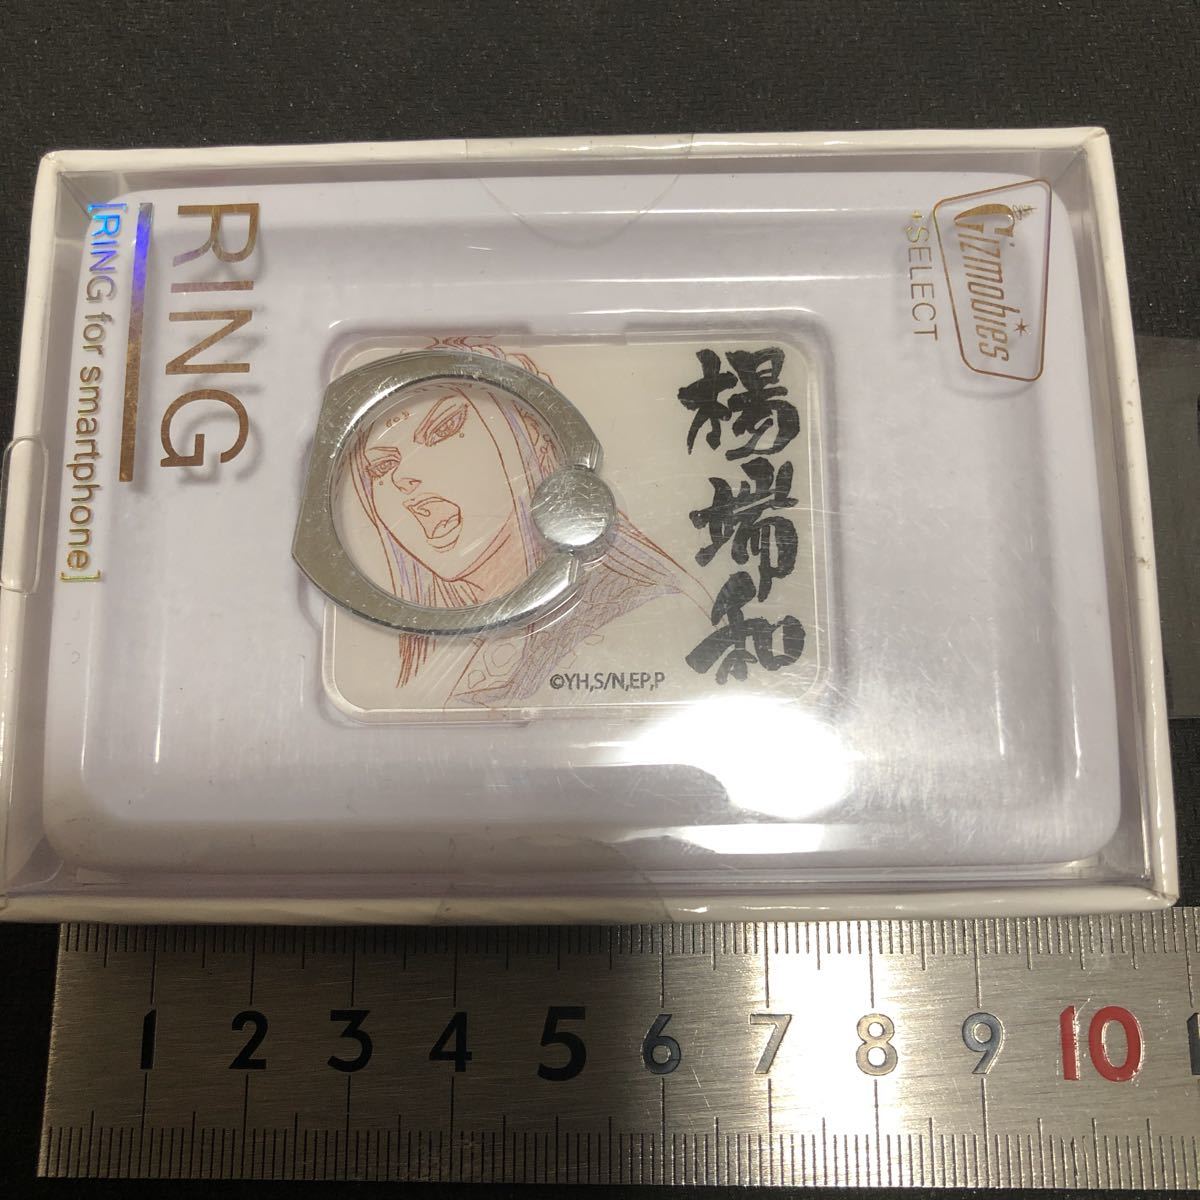 RING
[RING for smartphone]
Gizmobies
+SELECT
楊端和
©YH,S/N,EP,P
1 2 3 4 5 6 7 8 9 10